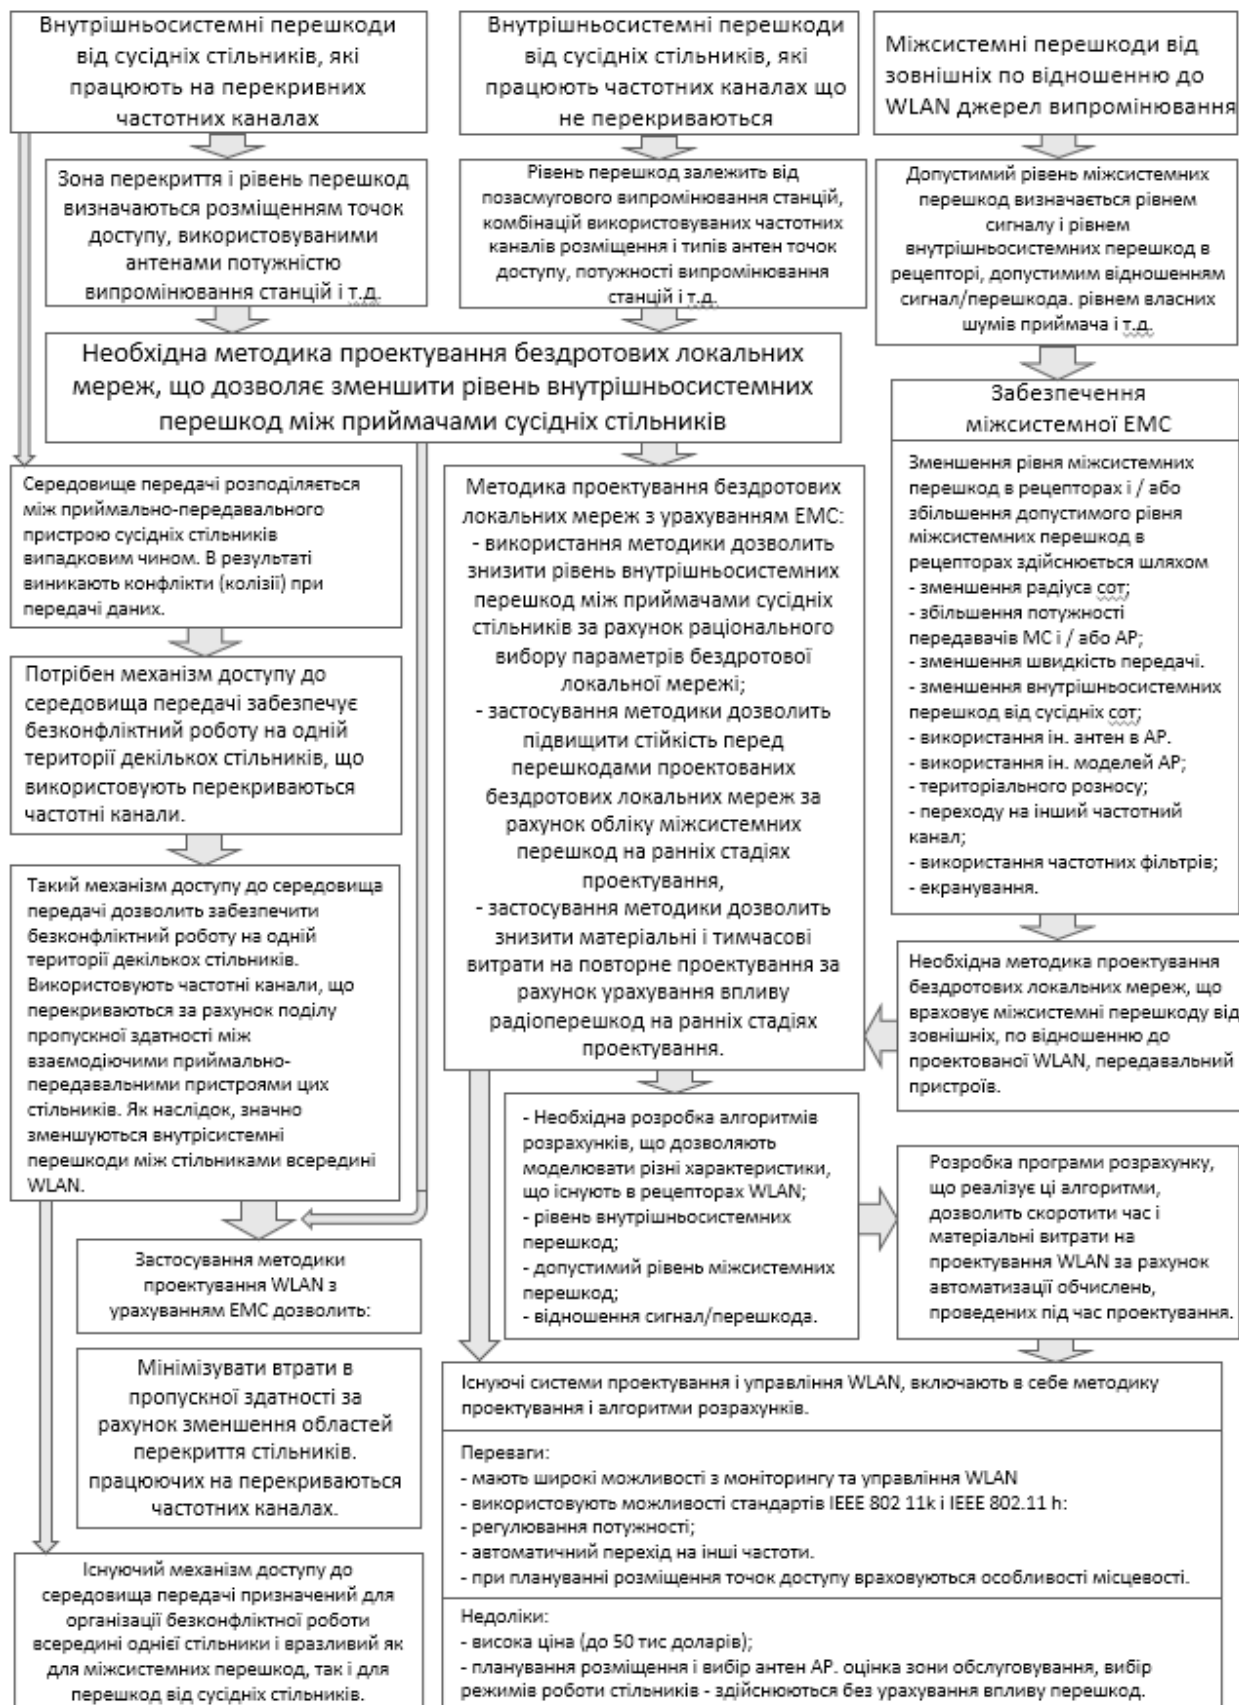 Внутрішньосистемні перешкоди
від сусідніх стільників, які
працюють на перекривних
частотних каналах
Внутрішньосистемні перешкоди
від сусідніх стільників, які
працюють частотних каналах що
не перекриваються
Міжсистемні перешкоди від
зовнішніх по відношенню до
WLAN джерел випромінювання
Зона перекриття і рівень перешкод
визначаються розміщенням точок
доступу, використовуваними
антенами потужністю
випромінювання станцій і т.д.
Рівень перешкод залежить від
позасмугового випромінювання станцій,
комбінацій використовуваних частотних
каналів розміщення і типів антен точок
доступу, потужності випромінювання
станцій і т.д.
Допустимий рівень міжсистемних
перешкод визначається рівнем
сигналу і рівнем
внутрішньосистемних перешкод в
рецепторі, допустимим відношенням
сигнал/перешкода. рівнем власних
шумів приймача і т.д.
Необхідна методика проектування бездротових локальних
мереж, що дозволяє зменшити рівень внутрішньосистемних
перешкод між приймачами сусідніх стільників
Забезпечення
міжсистемної ЕМС
Зменшення рівня міжсистемних
перешкод в рецепторах і / або
збільшення допустимого рівня
міжсистемних перешкод в
рецепторах здійснюється шляхом
- зменшення радіуса сот;
- збільшення потужності
передавачів МС і / або АР;
- зменшення швидкість передачі.
- зменшення внутрішньосистемних
перешкод від сусідніх сот;
- використання ін. антен в АР.
- використання ін. моделей АР;
- територіального розносу;
- переходу на інший частотний
канал;
- використання частотних фільтрів;
- екранування.
Середовище передачі розподіляється
між приймально-передавального
пристрою сусідніх стільників
випадковим чином. В результаті
виникають конфлікти (колізії) при
передачі даних.
Методика проектування бездротових
локальних мереж з урахуванням ЕМС:
- використання методики дозволить
знизити рівень внутрішньосистемних
перешкод між приймачами сусідніх
стільників за рахунок раціонального
вибору параметрів бездротової
локальної мережі;
- застосування методики дозволить
підвищити стійкість перед
перешкодами проектованих
бездротових локальних мереж за
рахунок обліку міжсистемних
перешкод на ранніх стадіях
проектування,
- застосування методики дозволить
знизити матеріальні і тимчасові
витрати на повторне проектування за
рахунок урахування впливу
радіоперешкод на ранніх стадіях
проектування.
Потрібен механізм доступу до
середовища передачі забезпечує
безконфліктний роботу на одній
території декількох стільників, що
використовують перекриваються
частотні канали.
Такий механізм доступу до середовища
передачі дозволить забезпечити
безконфліктний роботу на одній
території декількох стільників.
Використовують частотні канали, що
перекриваються за рахунок поділу
пропускної здатності між
взаємодіючими приймально-
передавальними пристроями цих
стільників. Як наслідок, значно
зменшуються внутрісистемні
перешкоди між стільниками всередині
WLAN.
Необхідна методика проектування
бездротових локальних мереж, що
враховує міжсистемні перешкоду від
зовнішніх, по відношенню до
проектованої WLAN, передавальний
пристроїв.
- Необхідна розробка алгоритмів
розрахунків, що дозволяють
моделювати різні характеристики,
що існують в рецепторах WLAN;
- рівень внутрішньосистемних
перешкод;
- допустимий рівень міжсистемних
перешкод;
- відношення сигнал/перешкода.
Розробка програми розрахунку,
що реалізує ці алгоритми,
дозволить скоротити час і
матеріальні витрати на
проектування WLAN за рахунок
автоматизації обчислень,
проведених під час проектування.
Застосування методики
проектування WLAN з
урахуванням ЕМС дозволить:
Мінімізувати втрати в
пропускної здатності за
рахунок зменшення областей
перекриття стільників.
працюючих на перекриваються
частотних каналах.
Існуючий механізм доступу до
середовища передачі призначений для
організації безконфліктної роботи
всередині однієї стільники і вразливий як
для міжсистемних перешкод, так і для
перешкод від сусідніх стільників.
Існуючі системи проектування і управління WLAN, включають в себе методику
проектування і алгоритми розрахунків.
Переваги:
- мають широкі можливості з моніторингу та управління WLAN
- використовують можливості стандартів IEEE 802 11k і IEEE 802.11 h:
- регулювання потужності;
- автоматичний перехід на інші частоти.
- при плануванні розміщення точок доступу враховуються особливості місцевості.
Недоліки:
- висока ціна (до 50 тис доларів);
- планування розміщення і вибір антен АР. оцінка зони обслуговування, вибір
режимів роботи стільників - здійснюються без урахування впливу перешкод.